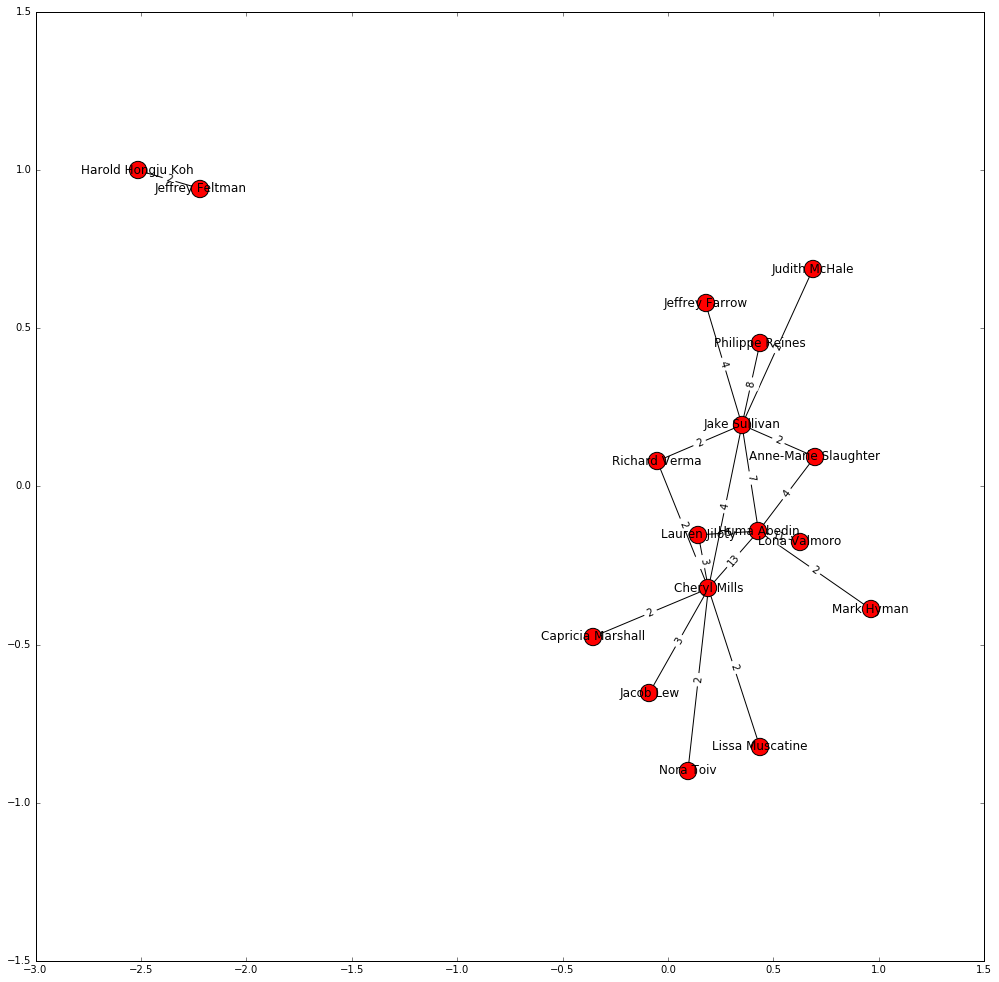 1.5
1.0
0.5
0.0
−0.5
−1.0
−1.5
−3.0
−2.5
−2.0
−1.5
−1.0
−0.5
0.0
0.5
1.0
1.5
Harold Hongju Koh
2
Jeffrey Feltman
Judith McHale
Jeffrey Farrow
Philippe Reines
4
8
Jake Sullivan
2
2
Richard Verma
Anne-Marie Slaughter
7
4
4
2
Lauren Jiloty
Huma Abedin
Lona Valmoro
3
13
2
Cheryl Mills
Mark Hyman
2
Capricia Marshall
3
2
2
Jacob Lew
Lissa Muscatine
Nora Toiv